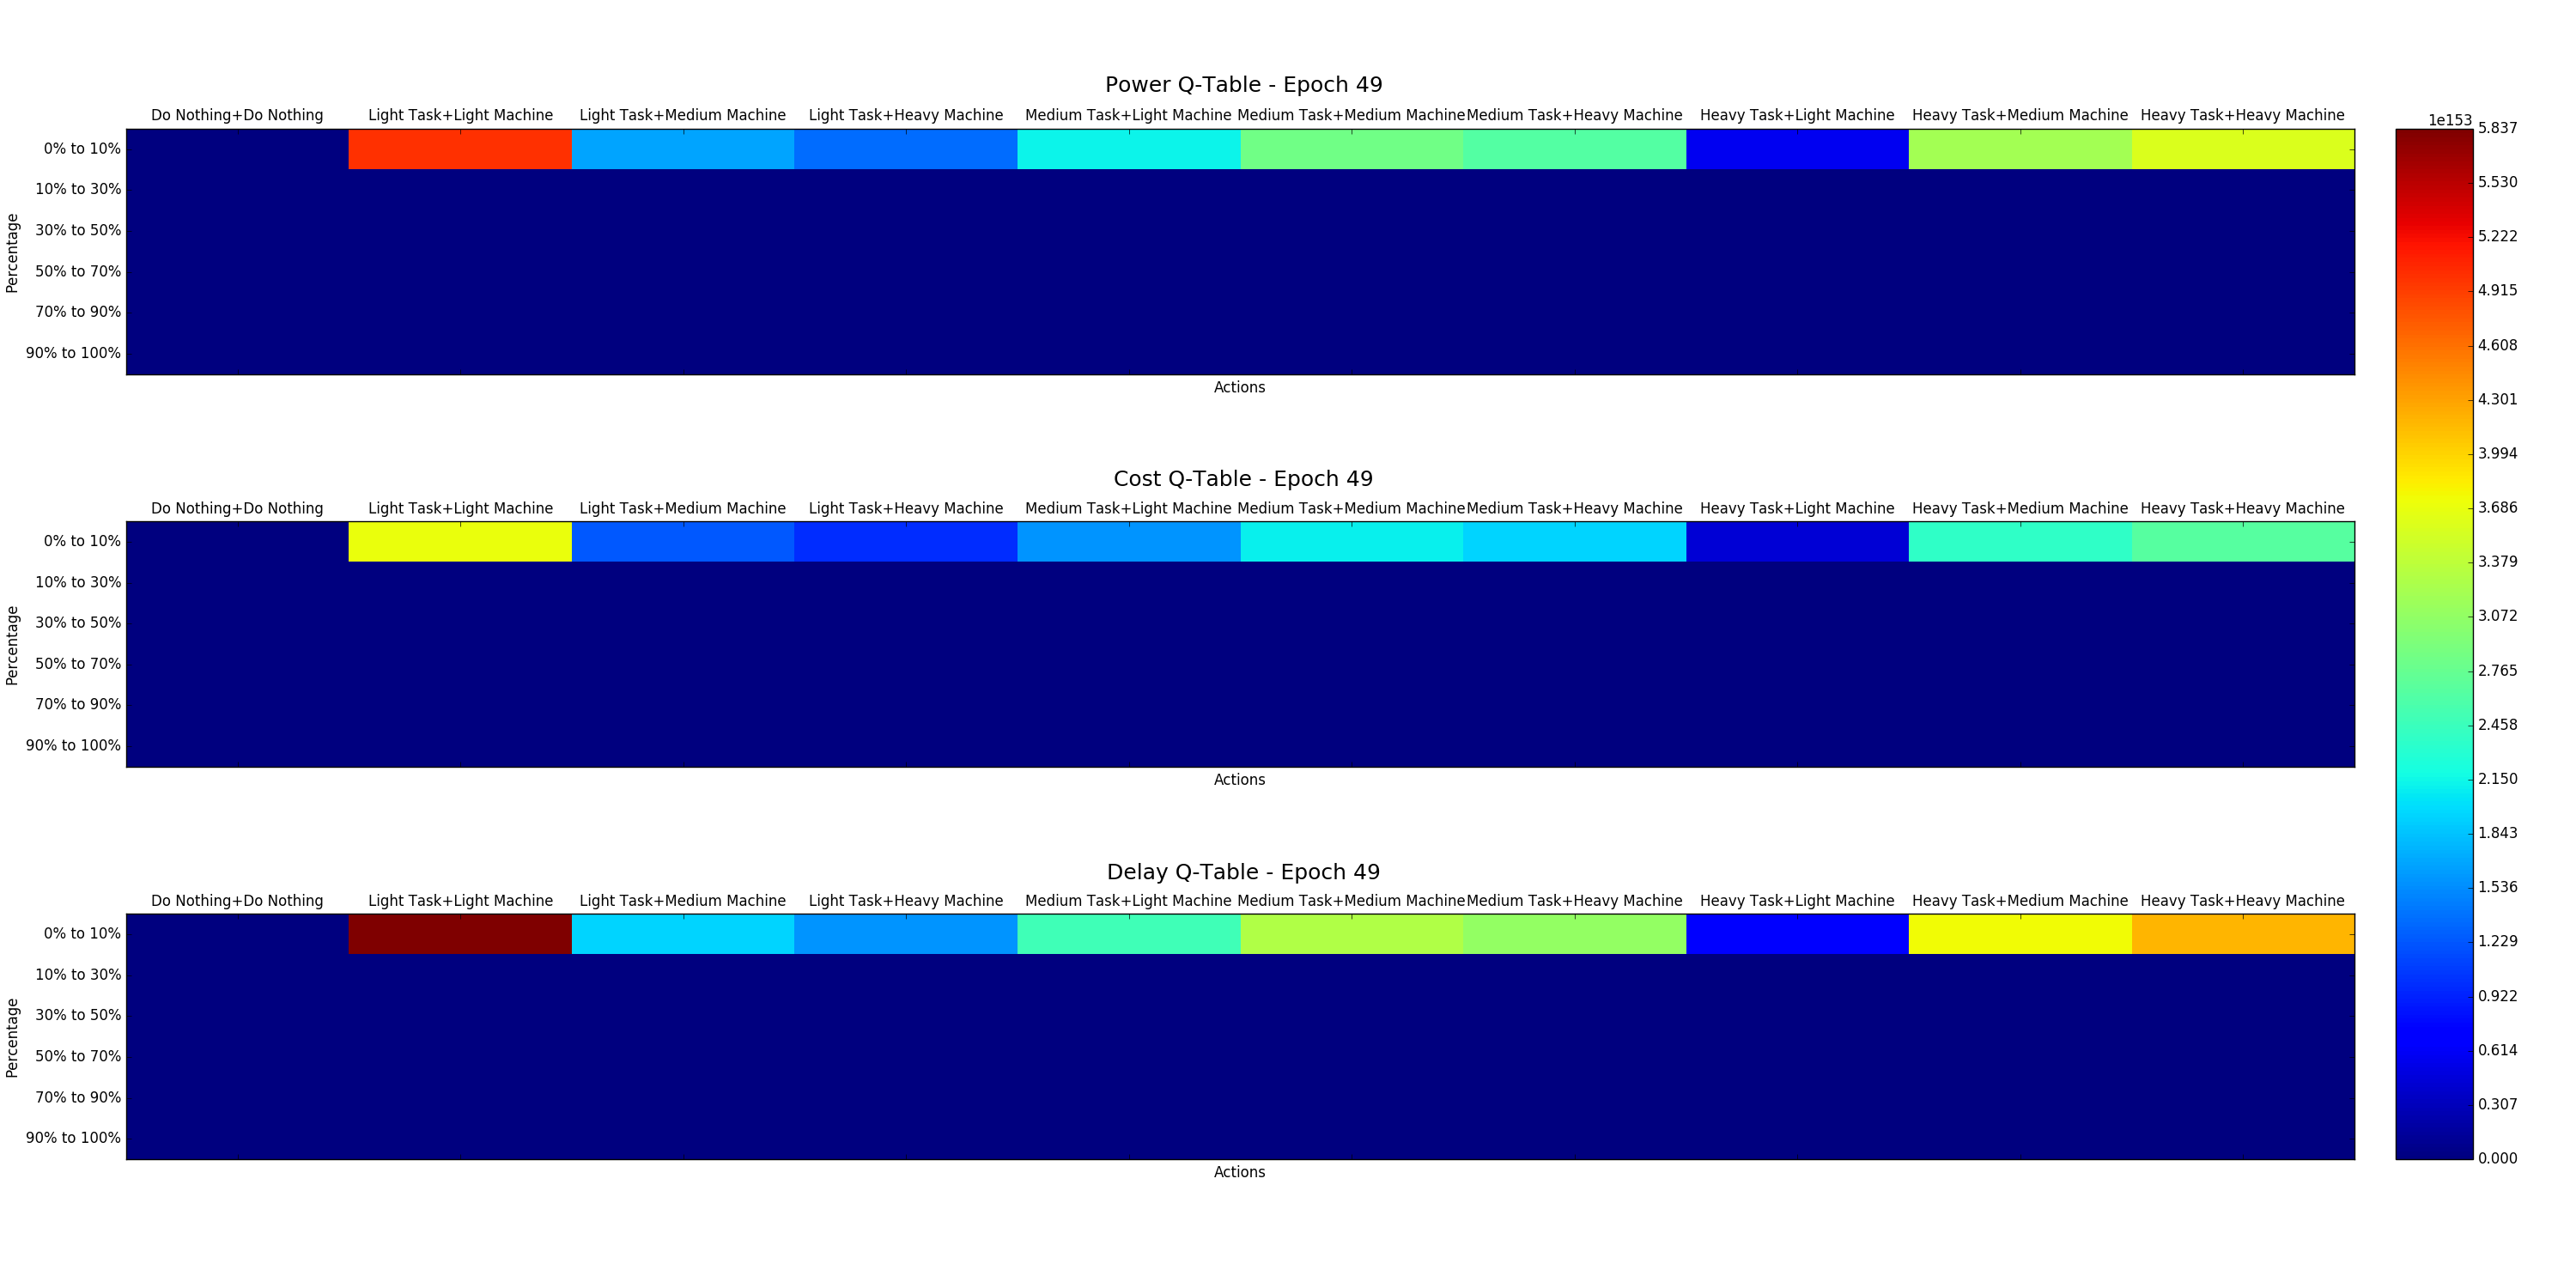 Power Q-Table - Epoch 49
Do Nothing+Do Nothing Light Task+Light Machine Light Task+Medium Machine Light Task+Heavy Machine Medium Task+Light Machine Medium Task+Medium Machine Medium Task+Heavy Machine Heavy Task+Light Machine Heavy Task+Medium Machine Heavy Task+Heavy Machine
0% to 10%
10% to 30%
30% to 50%
50% to 70%
70% to 90%
90% to 100%
Percentage
Actions
Cost Q-Table - Epoch 49
Do Nothing+Do Nothing Light Task+Light Machine Light Task+Medium Machine Light Task+Heavy Machine Medium Task+Light Machine Medium Task+Medium Machine Medium Task+Heavy Machine Heavy Task+Light Machine Heavy Task+Medium Machine Heavy Task+Heavy Machine
0% to 10%
10% to 30%
30% to 50%
50% to 70%
70% to 90%
90% to 100%
Percentage
Actions
Delay Q-Table - Epoch 49
Do Nothing+Do Nothing Light Task+Light Machine Light Task+Medium Machine Light Task+Heavy Machine Medium Task+Light Machine Medium Task+Medium Machine Medium Task+Heavy Machine Heavy Task+Light Machine Heavy Task+Medium Machine Heavy Task+Heavy Machine
0% to 10%
10% to 30%
30% to 50%
50% to 70%
70% to 90%
90% to 100%
Percentage
Actions
1e153
5.837
5.530
5.222
4.915
4.608
4.301
3.994
3.686
3.379
3.072
2.765
2.458
2.150
1.843
1.536
1.229
0.922
0.614
0.307
0.000